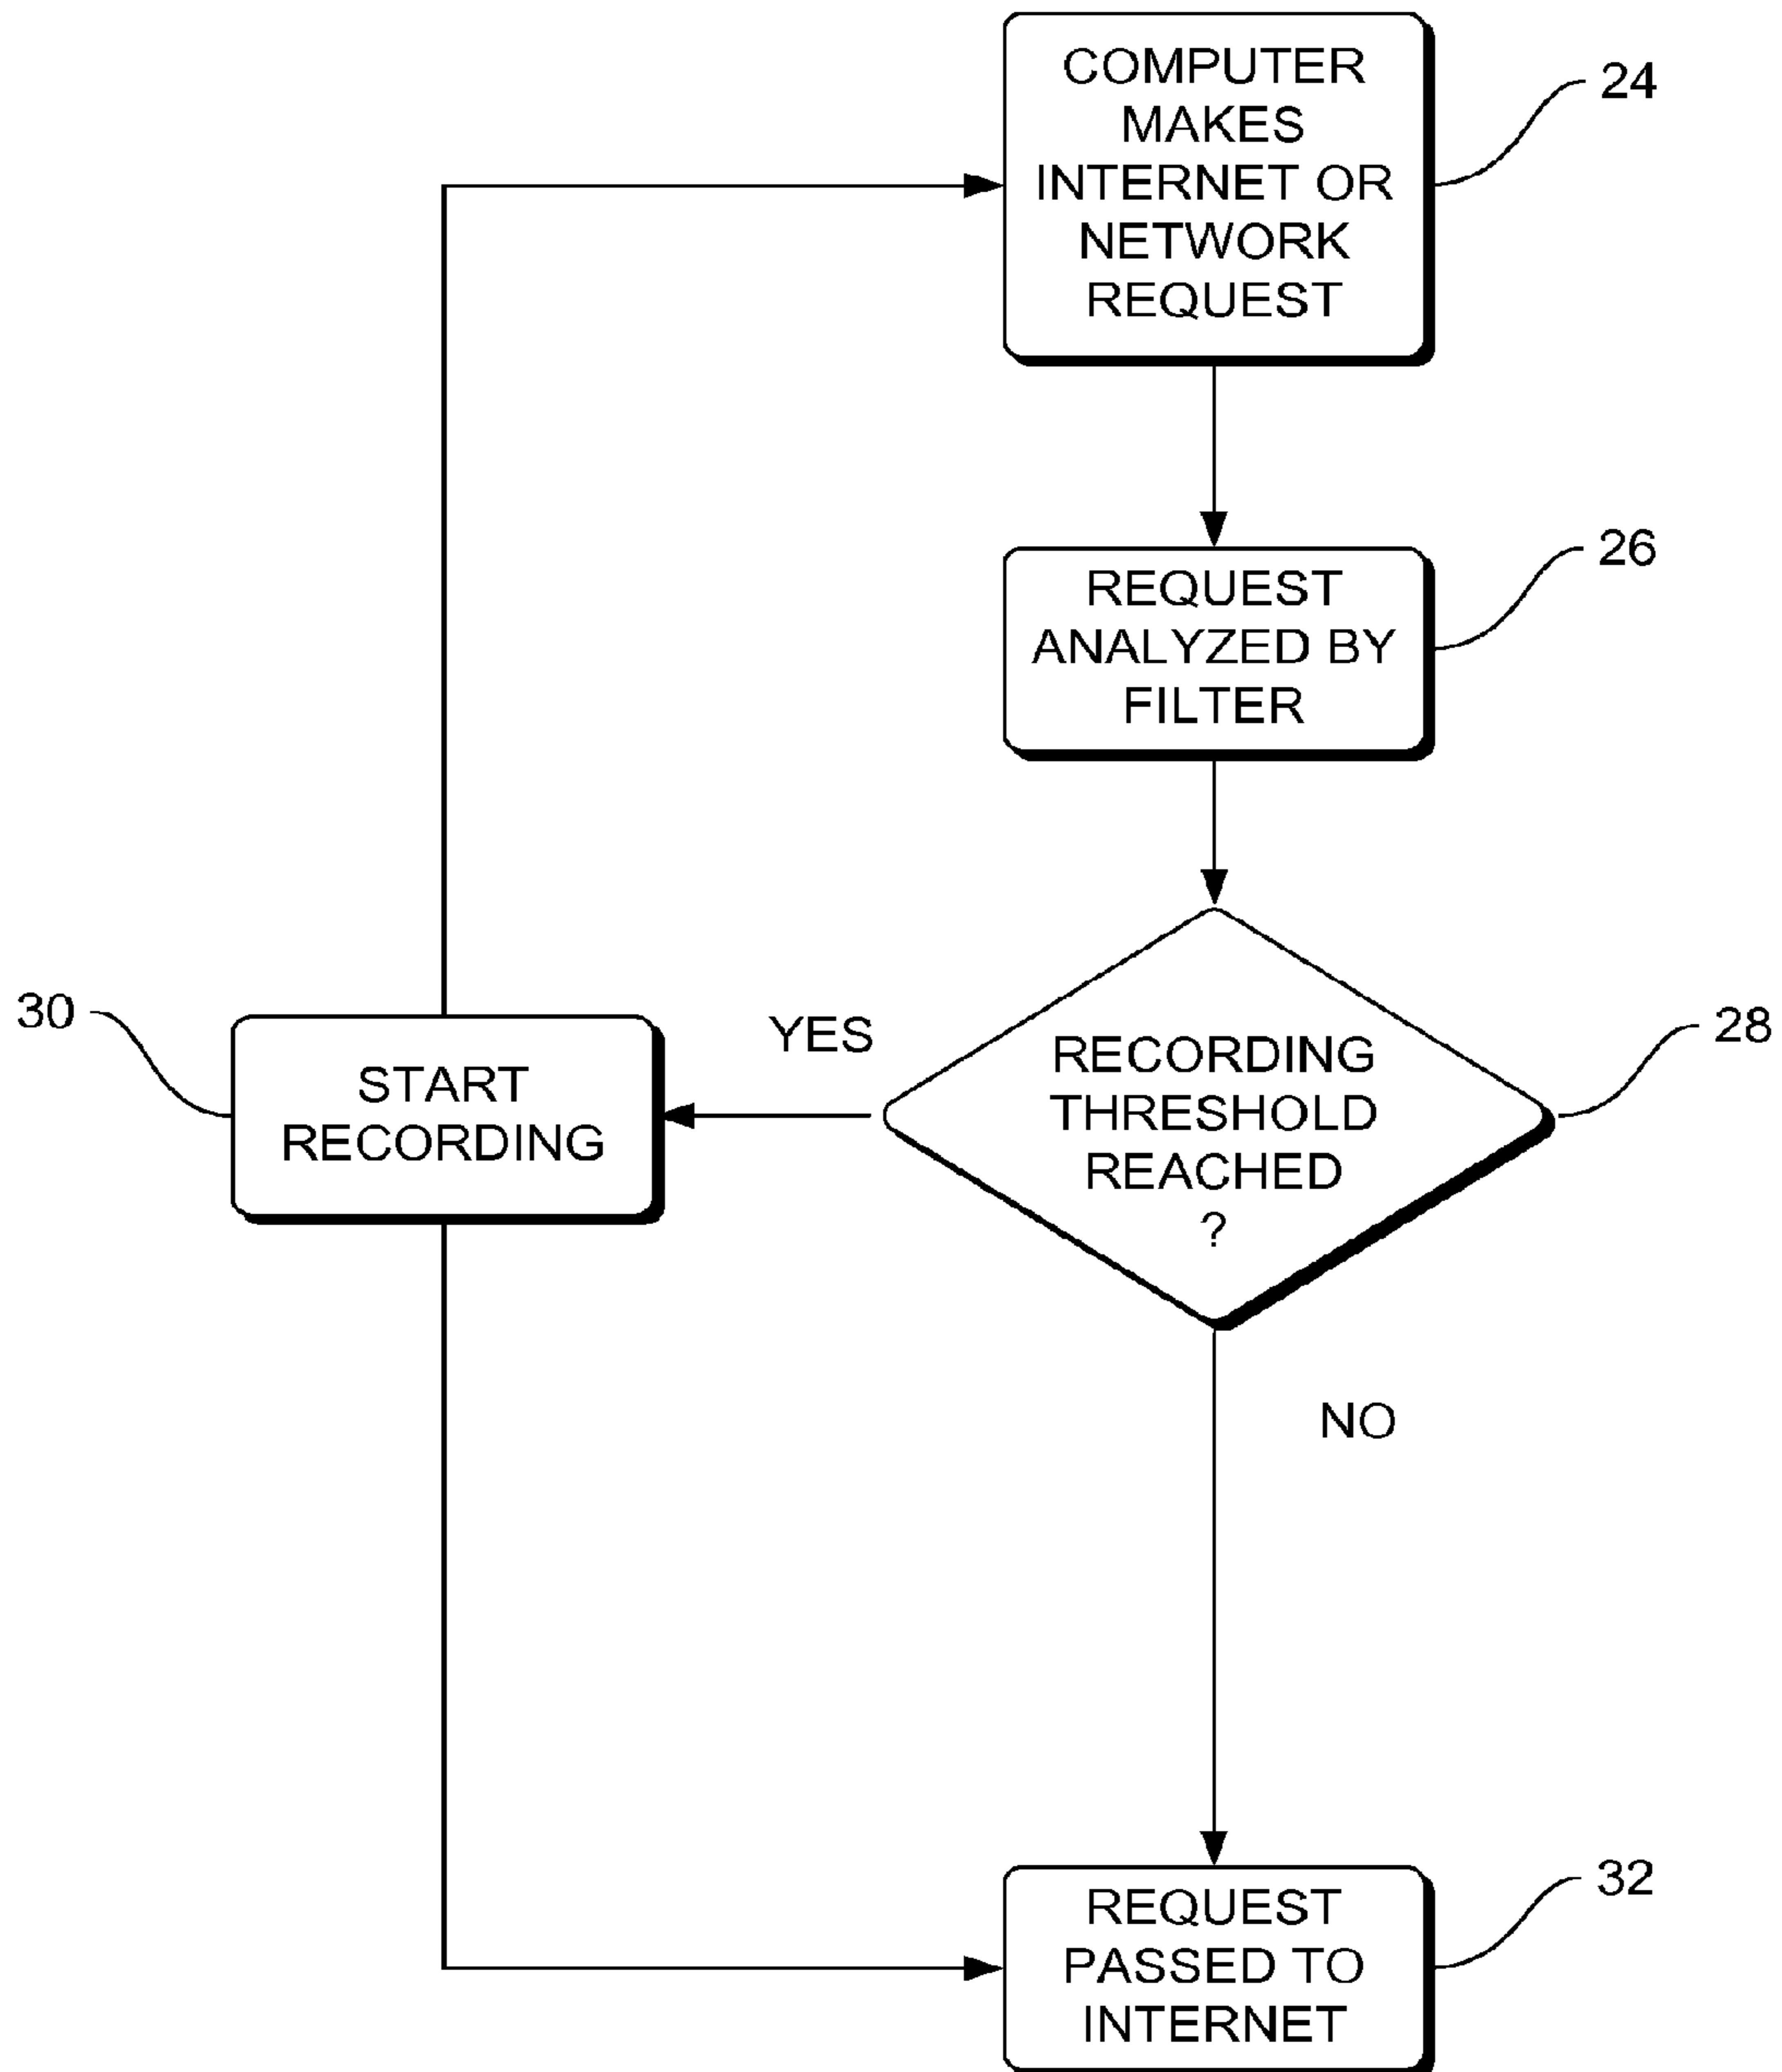 COMPUTER
MAKES
INTERNET OR
NETWORK
REQUEST
24
REQUEST
ANALYZED BY
FILTER
26
RECORDING
THRESHOLD
REACHED
?
28
YES
START
RECORDING
30
NO
REQUEST
PASSED TO
INTERNET
32